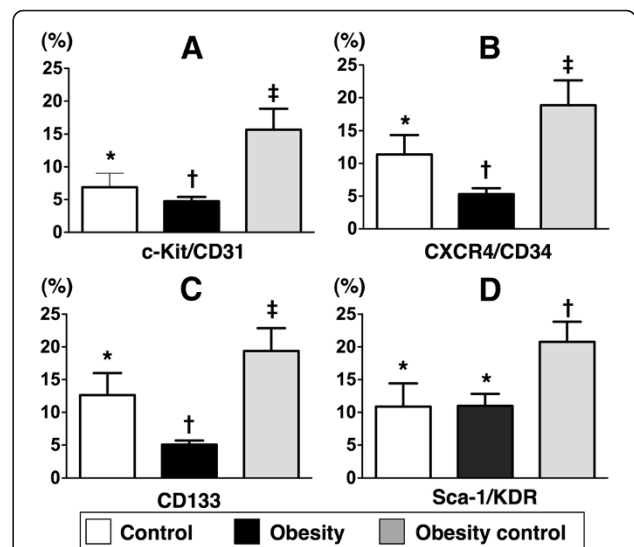 (%) A
25
20
15
10
5
0
* † ‡
c-Kit/CD31
(%) B
25
20
15
10
5
0
* † ‡
CXCR4/CD34
(%) C
25
20
15
10
5
0
* † ‡
CD133
(%) D
25
20
15
10
5
0
* * †
Sca-1/KDR
Control Obesity Obesity control